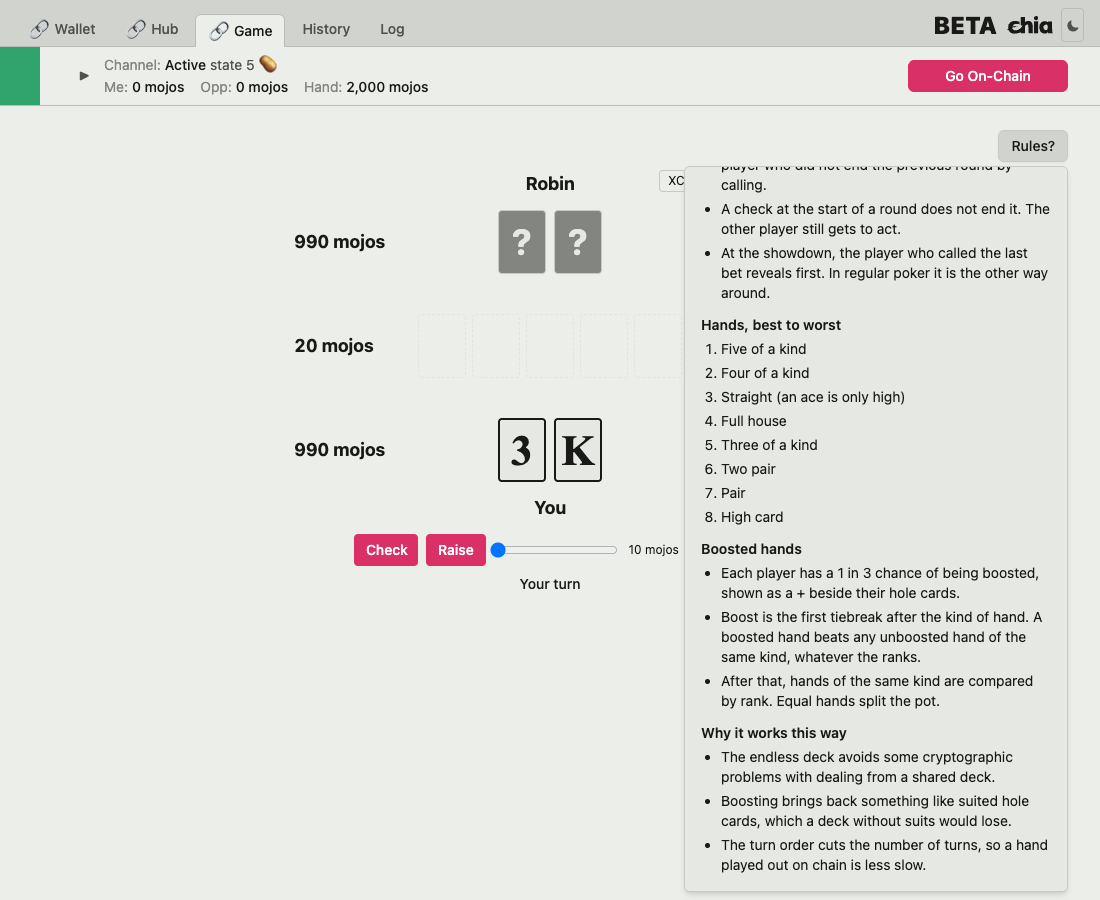 Wallet
Hub
Game
History
Log
BETA chia
Channel: Active state 5
Me: 0 mojos Opp: 0 mojos Hand: 2,000 mojos
Go On-Chain
Rules?
Robin
XC
990 mojos
? ?
20 mojos
990 mojos
3 K
You
Check
Raise
10 mojos
Your turn
player who did not end the previous round by
calling.
• A check at the start of a round does not end it. The
other player still gets to act.
• At the showdown, the player who called the last
bet reveals first. In regular poker it is the other way
around.
Hands, best to worst
1. Five of a kind
2. Four of a kind
3. Straight (an ace is only high)
4. Full house
5. Three of a kind
6. Two pair
7. Pair
8. High card
Boosted hands
• Each player has a 1 in 3 chance of being boosted,
shown as a + beside their hole cards.
• Boost is the first tiebreak after the kind of hand. A
boosted hand beats any unboosted hand of the
same kind, whatever the ranks.
• After that, hands of the same kind are compared
by rank. Equal hands split the pot.
Why it works this way
• The endless deck avoids some cryptographic
problems with dealing from a shared deck.
• Boosting brings back something like suited hole
cards, which a deck without suits would lose.
• The turn order cuts the number of turns, so a hand
played out on chain is less slow.